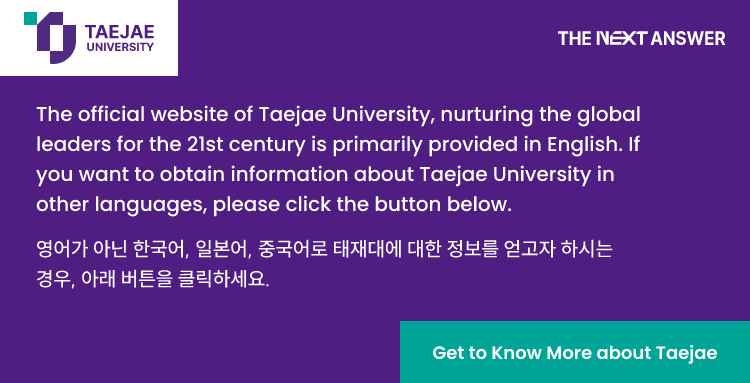 TAEJAE
UNIVERSITY
THE NEXT ANSWER
The official website of Taejae University, nurturing the global
leaders for the 21st century is primarily provided in English. If
you want to obtain information about Taejae University in
other languages, please click the button below.
영어가 아닌 한국어, 일본어, 중국어로 태재대에 대한 정보를 얻고자 하시는
경우, 아래 버튼을 클릭하세요.
Get to Know More about Taejae